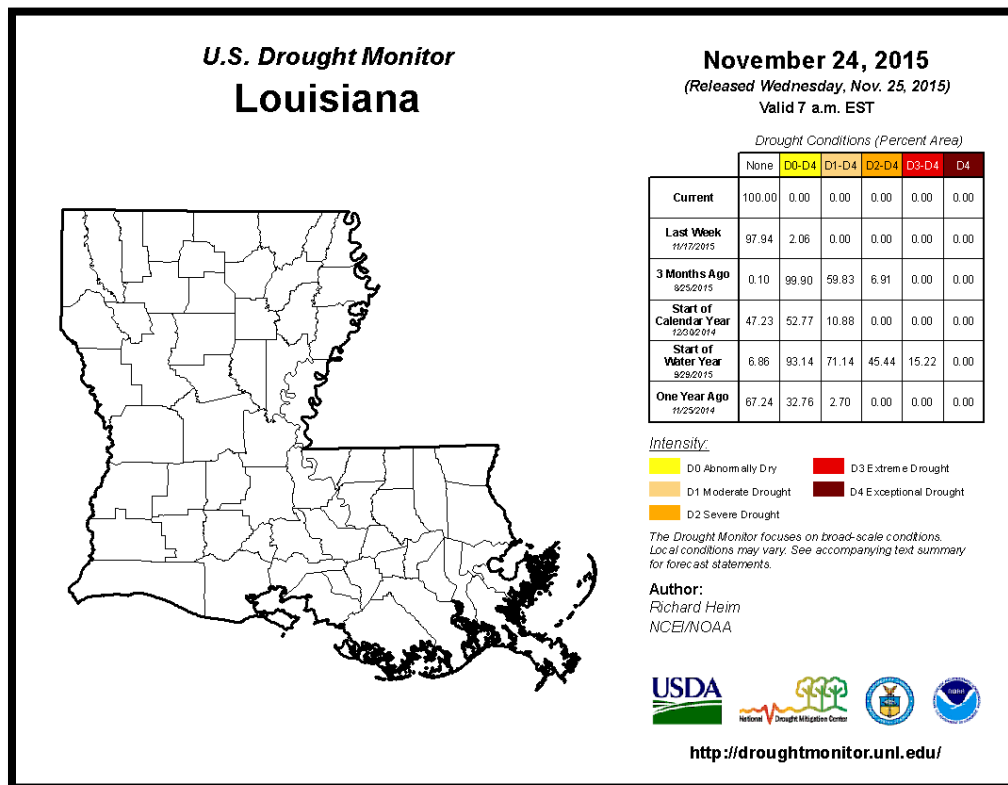 U.S. Drought Monitor
Louisiana
November 24, 2015
(Released Wednesday, Nov. 25, 2015)
Valid 7 a.m. EST
Drought Conditions (Percent Area)
None D0-D4 D1-D4 D2-D4 D3-D4 D4
Current 100.00 0.00 0.00 0.00 0.00 0.00
Last Week
11/17/2015
97.94 2.06 0.00 0.00 0.00 0.00
3 Months Ago
8/25/2015
0.10 99.90 59.83 6.91 0.00 0.00
Start of
Calendar Year
12/30/2014
47.23 52.77 10.88 0.00 0.00 0.00
Start of
Water Year
9/29/2015
6.86 93.14 71.14 45.44 15.22 0.00
One Year Ago
11/25/2014
67.24 32.76 2.70 0.00 0.00 0.00
Intensity:
D0 Abnormally Dry
D1 Moderate Drought
D2 Severe Drought
D3 Extreme Drought
D4 Exceptional Drought
The Drought Monitor focuses on broad-scale conditions.
Local conditions may vary. See accompanying text summary
for forecast statements.
Author:
Richard Heim
NCEI/NOAA
USDA
National Drought Mitigation Center
http://droughtmonitor.unl.edu/